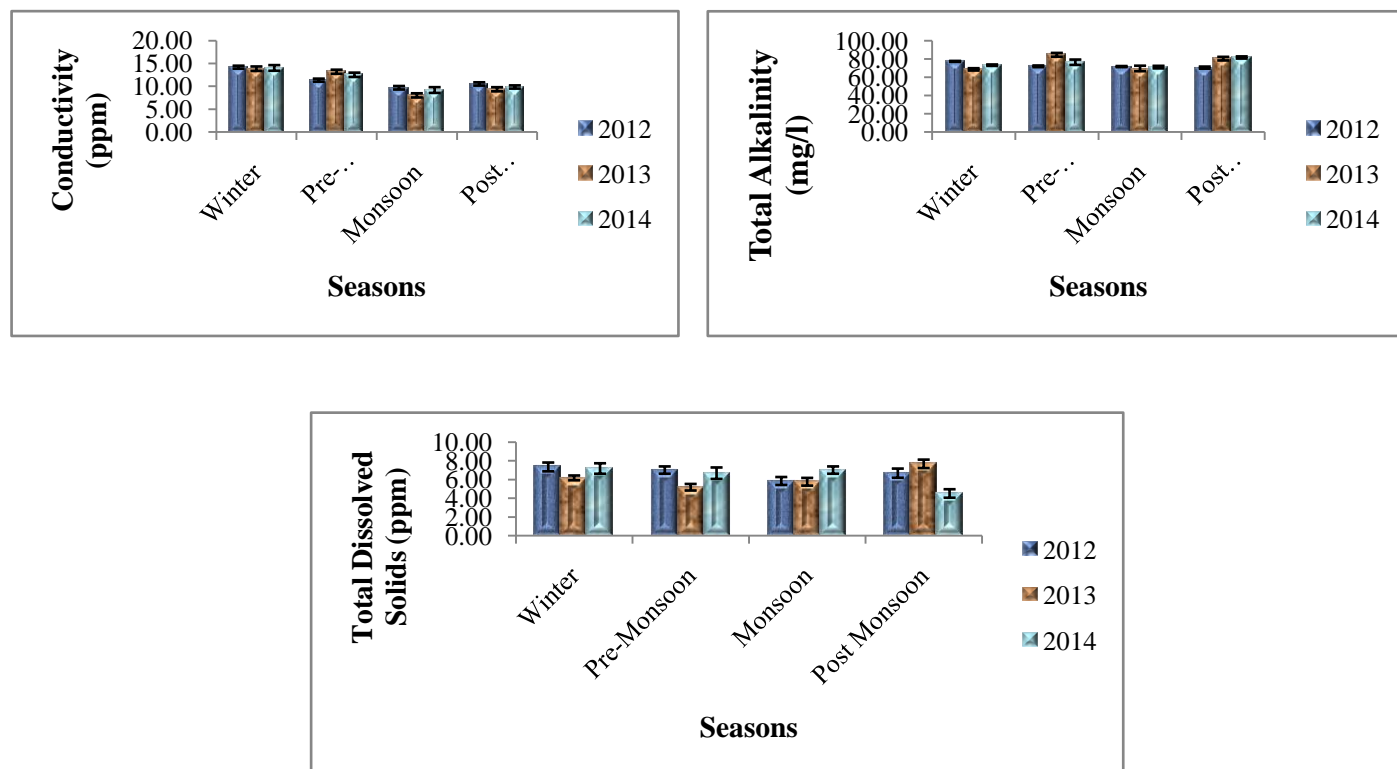 Conductivity
(ppm)
20.00
15.00
10.00
5.00
0.00
Winter
Pre-…
Monsoon
Post…
Seasons
2012
2013
2014
Total Alkalinity
(mg/l)
100.00
80.00
60.00
40.00
20.00
0.00
Winter
Pre-…
Monsoon
Post…
Seasons
2012
2013
2014
Total Dissolved
Solids (ppm)
10.00
8.00
6.00
4.00
2.00
0.00
Winter
Pre-Monsoon
Monsoon
Post Monsoon
Seasons
2012
2013
2014